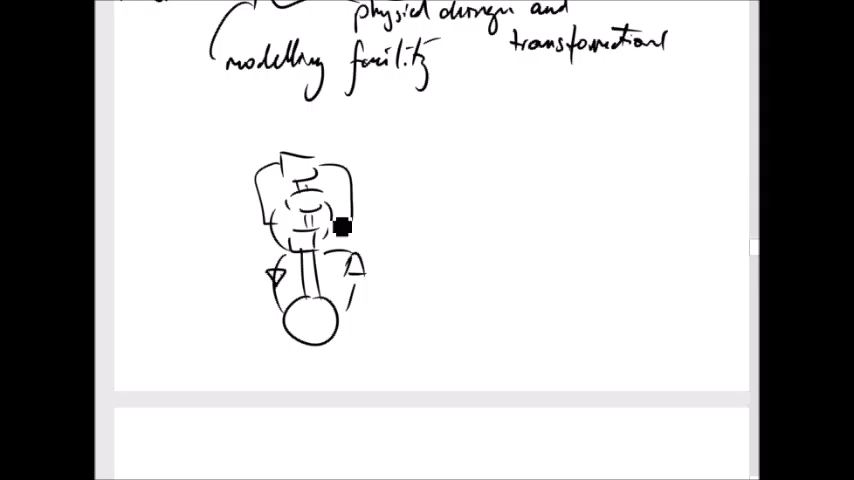 physical design and
transformational
modelling facility